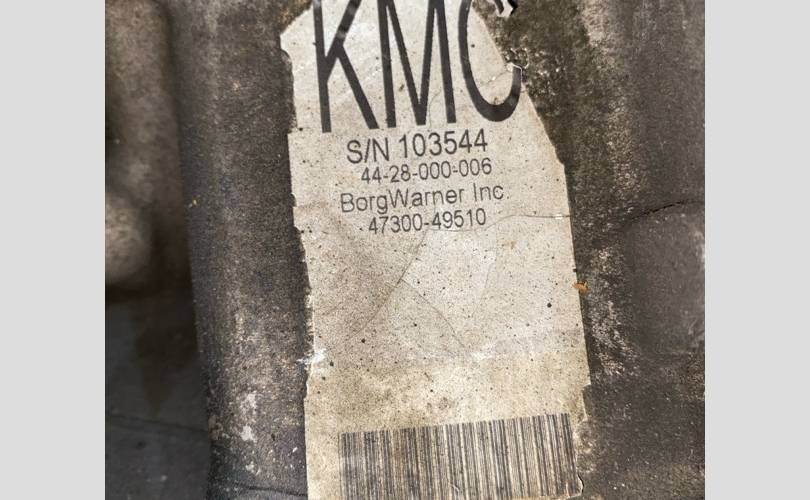 KMC
S/N 103544
44-28-000-006
BorgWarner Inc
47300-49510